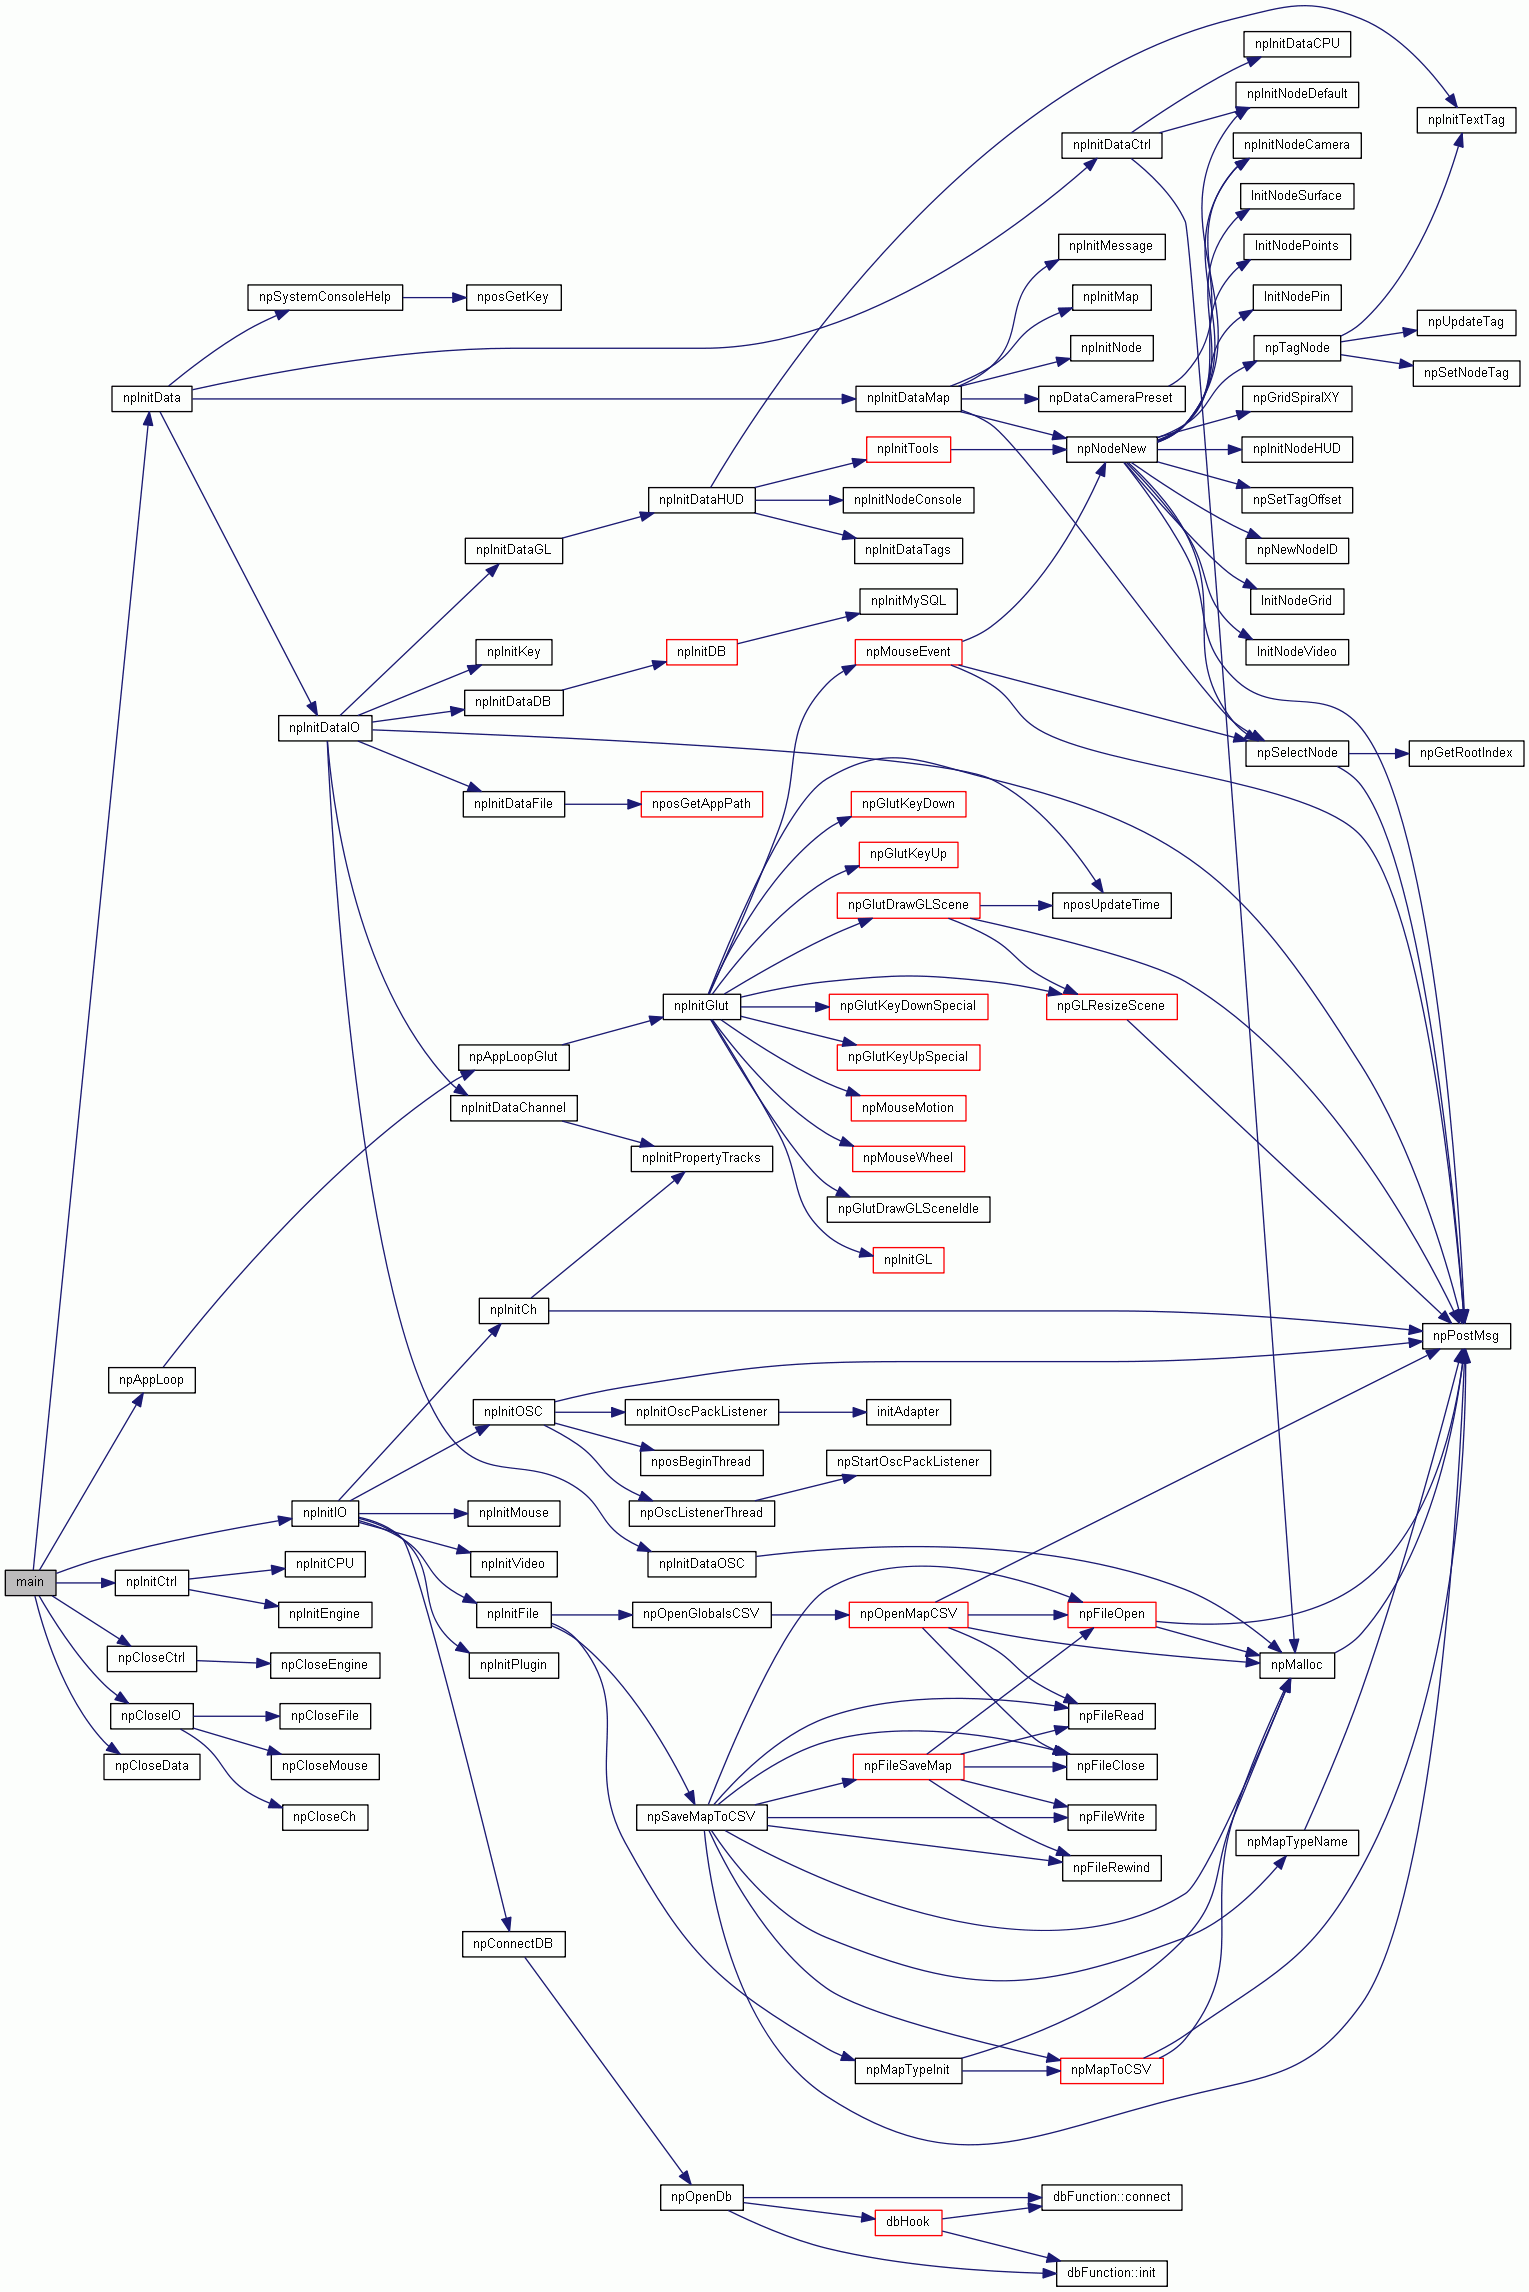 npInitDataCPU
npInitNodeDefault
npInitTextTag
npInitDataCtrl
npInitNodeCamera
InitNodeSurface
npInitMessage
InitNodePoints
npSystemConsoleHelp
nposGetKey
npInitMap
InitNodePin
npUpdateTag
npInitNode
npTagNode
npSetNodeTag
npInitData
npInitDataMap
npDataCameraPreset
npGridSpiralXY
npInitTools
npNodeNew
npInitNodeHUD
npInitDataHUD
npInitNodeConsole
npSetTagOffset
npInitDataGL
npInitDataTags
npNewNodeID
npInitMySQL
InitNodeGrid
npInitKey
npInitDB
npMouseEvent
InitNodeVideo
npInitDataDB
npInitDataIO
npSelectNode
npGetRootIndex
npInitDataFile
nposGetAppPath
npGlutKeyDown
npGlutKeyUp
npGlutDrawGLScene
nposUpdateTime
npInitGlut
npGlutKeyDownSpecial
npGLResizeScene
npAppLoopGlut
npGlutKeyUpSpecial
npInitDataChannel
npMouseMotion
npInitPropertyTracks
npMouseWheel
npGlutDrawGLSceneIdle
npInitGL
npInitCh
npPostMsg
npAppLoop
npInitOSC
npInitOscPackListener
initAdapter
nposBeginThread
npStartOscPackListener
npInitIO
npInitMouse
npOscListenerThread
npInitCPU
npInitVideo
npInitDataOSC
main
npInitCtrl
npInitEngine
npInitFile
npOpenGlobalsCSV
npOpenMapCSV
npFileOpen
npCloseCtrl
npCloseEngine
npInitPlugin
npMalloc
npCloseIO
npCloseFile
npFileRead
npCloseData
npCloseMouse
npFileSaveMap
npFileClose
npCloseCh
npSaveMapToCSV
npFileWrite
npMapTypeName
npFileRewind
npConnectDB
npMapTypeInit
npMapToCSV
npOpenDb
dbFunction::connect
dbHook
dbFunction::init